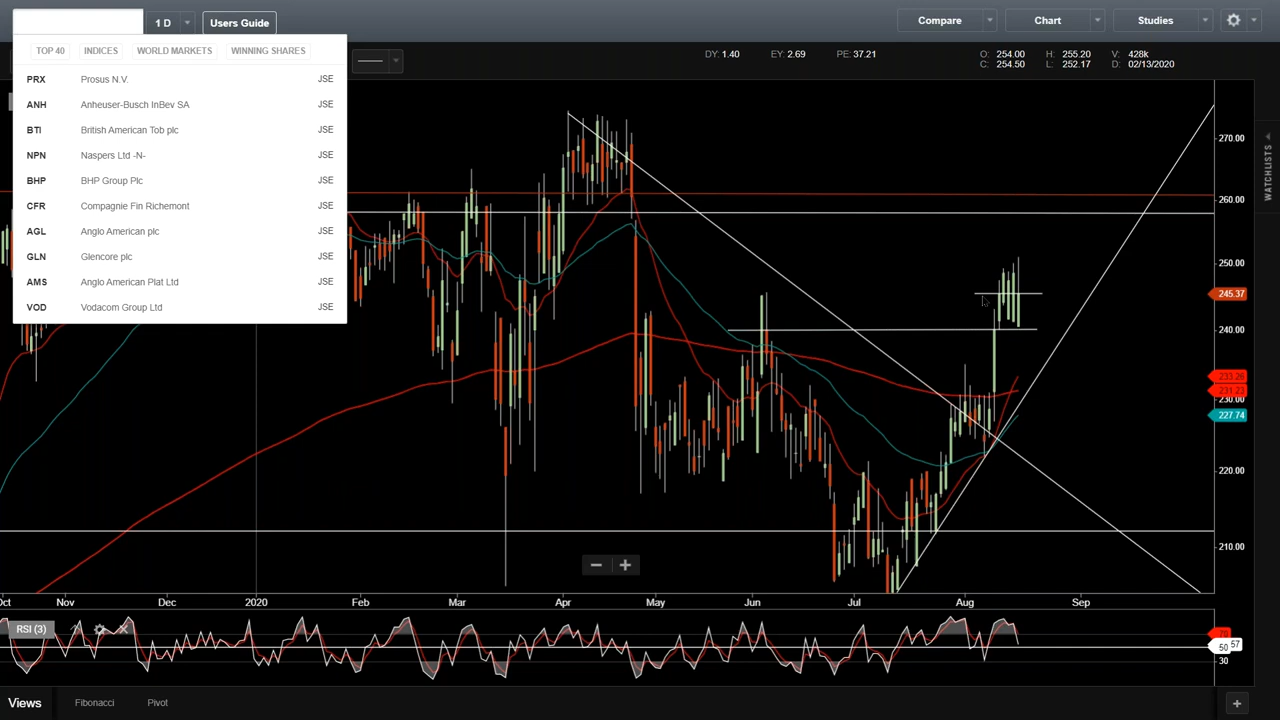 1 D
Users Guide
Compare
Chart
Studies
TOP 40 INDICES WORLD MARKETS WINNING SHARES
DY: 1.40 EY: 2.69 PE: 37.21
O: 254.00 H: 255.20 V: 428k
C: 254.50 L: 252.17 D: 02/13/2020
PRX Prosus N.V. JSE
ANH Anheuser-Busch InBev SA JSE
BTI British American Tob plc JSE
NPN Naspers Ltd -N- JSE
BHP BHP Group Plc JSE
CFR Compagnie Fin Richemont JSE
AGL Anglo American plc JSE
GLN Glencore plc JSE
AMS Anglo American Plat Ltd JSE
VOD Vodacom Group Ltd JSE
WATCHLISTS
270.00
260.00
250.00
245.37
240.00
233.26
231.23
230.00
227.74
220.00
210.00
Oct Nov Dec 2020 Feb Mar Apr May Jun Jul Aug Sep
RSI (3)
70
57
50
30
Views Fibonacci Pivot